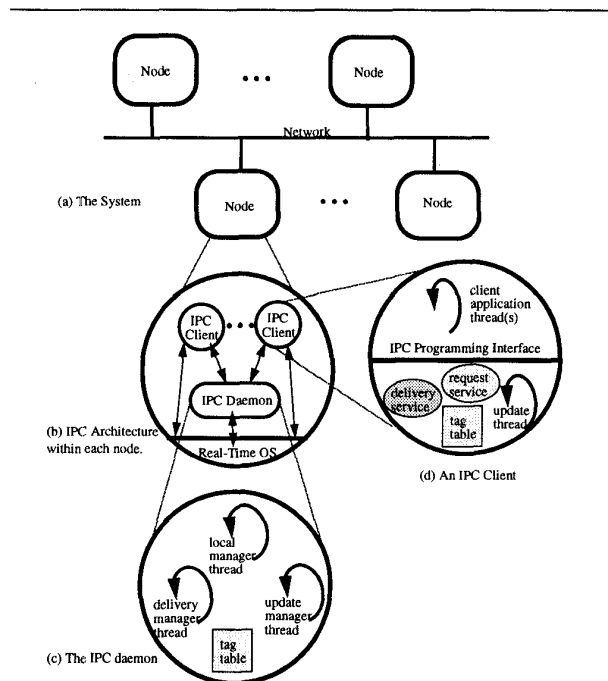 Node
• • •
Node
Network
(a) The System
Node
• • •
Node
IPC
Client
• • •
IPC
Client
IPC Daemon
(b) IPC Architecture
within each node.
Real-Time OS
client
application
thread(s)
IPC Programming Interface
request
service
delivery
service
tag
table
update
thread
(d) An IPC Client
local
manager
thread
delivery
manager
thread
update
manager
thread
tag
table
(c) The IPC daemon